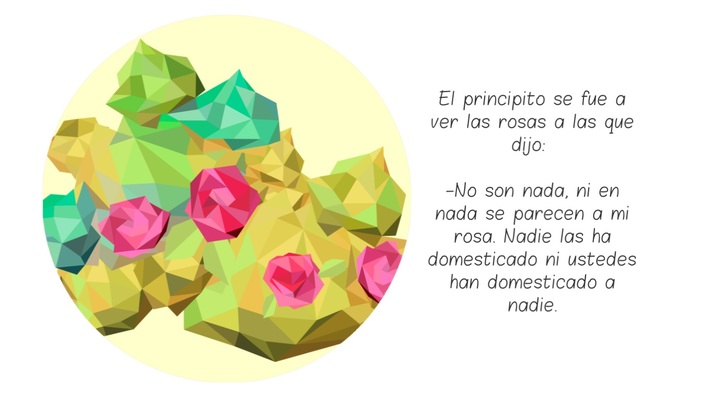 El principito se fue a
ver las rosas a las que
dijo:
-No son nada, ni en
nada se parecen a mi
rosa. Nadie las ha
domesticado ni ustedes
han domesticado a
nadie.